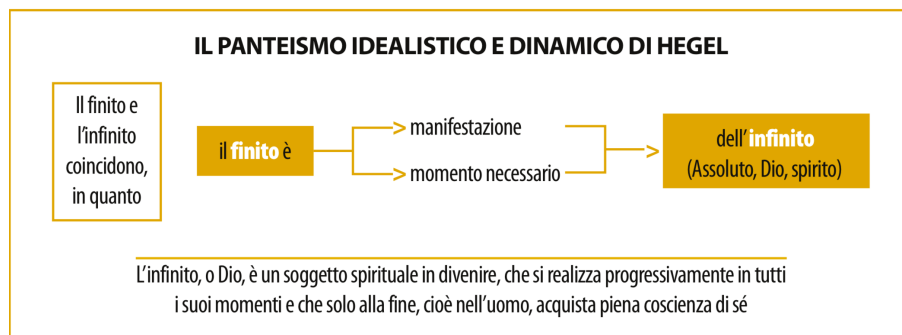 IL PANTEISMO IDEALISTICO E DINAMICO DI HEGEL
Il finito e
l'infinito
coincidono,
in quanto
il finito è
> manifestazione
> momento necessario
>
dell'infinito
(Assoluto, Dio, spirito)
L'infinito, o Dio, è un soggetto spirituale in divenire, che si realizza progressivamente in tutti
i suoi momenti e che solo alla fine, cioè nell'uomo, acquista piena coscienza di sé